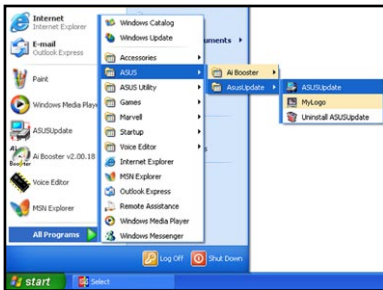 Internet
Internet Explorer
E-mail
Outlook Express
Paint
Windows Media Play
ASUSUpdate
Ai Booster v2.00.18
Voice Editor
MSN Explorer
All Programs
Windows Catalog
Windows Update
Accessories
ASUS
ASUS Utility
Games
Marvell
Startup
Voice Editor
Internet Explorer
MSN Explorer
Outlook Express
Remote Assistance
Windows Media Player
Windows Messenger
uments
s
Ai Booster
AsusUpdate
ASUSUpdate
MyLogo
Uninstall ASUSUpdate
Log Off
Shut Down
start
Select